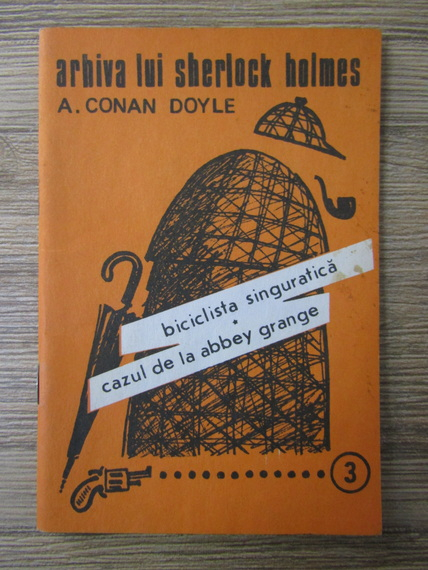 arhiva lui sherlock holmes
A. CONAN DOYLE
biciclista singuratică
•
cazul de la abbey grange
3